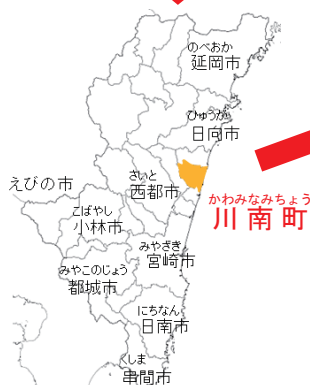 のべおか
延岡市
ひゅうが
日向市
さいと
西都市
かわみなみちょう
川南町
えびの市
こばやし
小林市
みやざき
宮崎市
みやこのじょう
都城市
にちなん
日南市
くしま
串間市